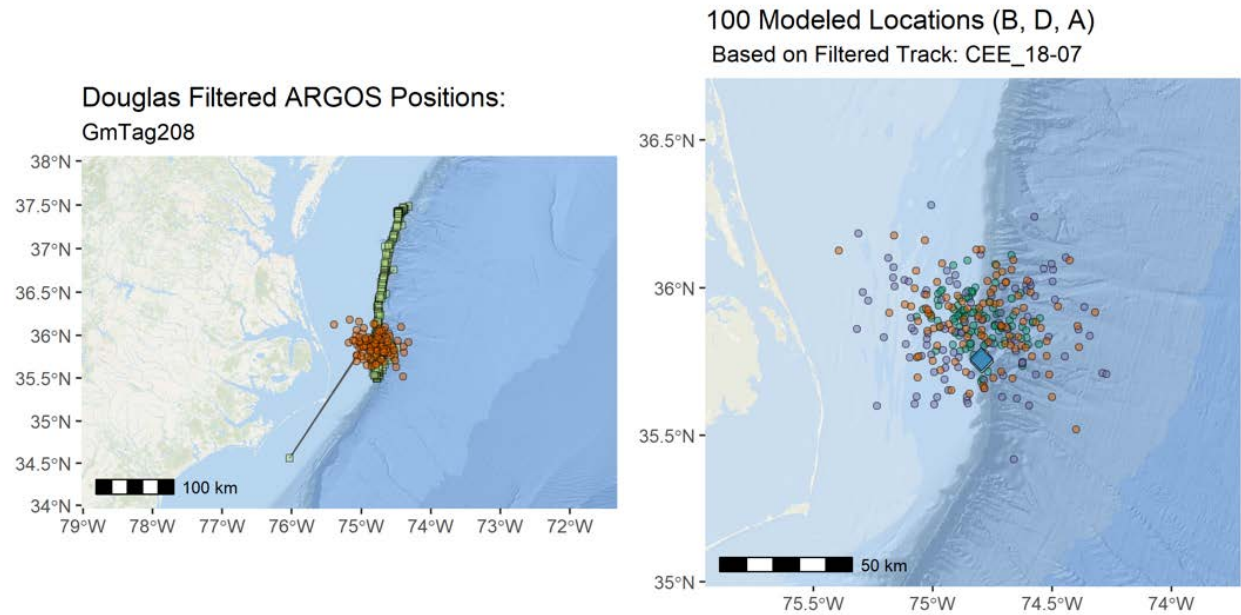 Douglas Filtered ARGOS Positions:
GmTag208
38°N
37.5°N
37°N
36.5°N
36°N
35.5°N
35°N
34.5°N
34°N
100 km
79°W
78°W
77°W
76°W
75°W
74°W
73°W
72°W
100 Modeled Locations (B, D, A)
Based on Filtered Track: CEE_18-07
36.5°N
36°N
35.5°N
35°N
50 km
75.5°W
75°W
74.5°W
74°W